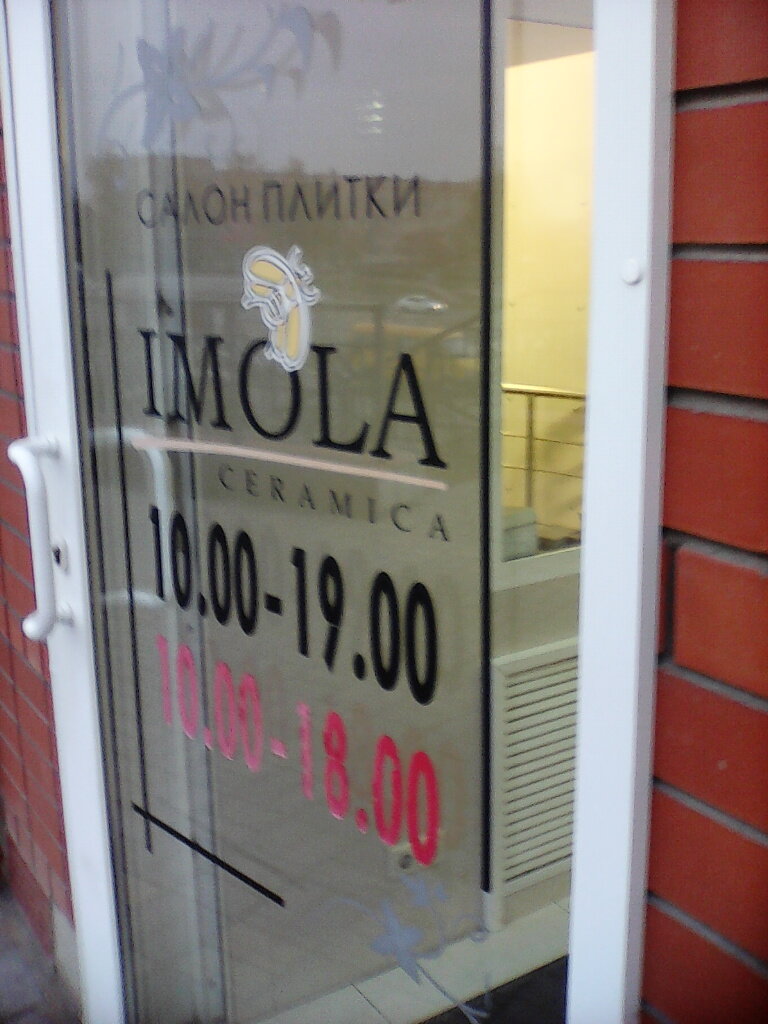 САЛОН ПЛИТКИ
IMOLA
CERAMICA
10.00-19.00
10.00-18.00